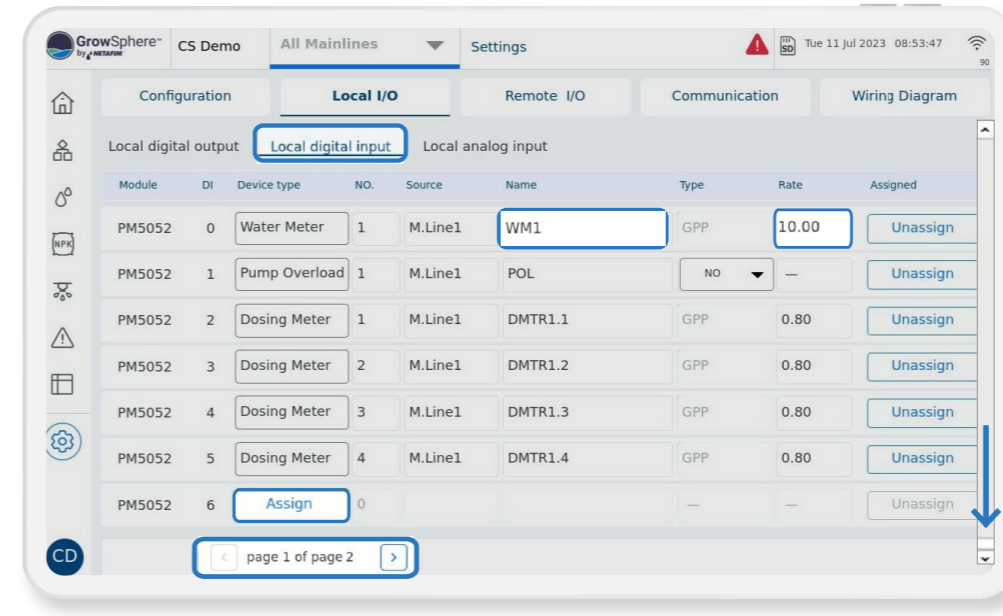 GrowSphere™ CS Demo All Mainlines Settings SD Tue 11 Jul 2023 08:53:47
by NETAFIM 90
Configuration Local I/O Remote I/O Communication Wiring Diagram
Local digital output Local digital input Local analog input
Module DI Device type NO. Source Name Type Rate Assigned
PM5052 0 Water Meter 1 M.Line1 WM1 GPP 10.00 Unassign
PM5052 1 Pump Overload 1 M.Line1 POL NO — Unassign
PM5052 2 Dosing Meter 1 M.Line1 DMTR1.1 GPP 0.80 Unassign
PM5052 3 Dosing Meter 2 M.Line1 DMTR1.2 GPP 0.80 Unassign
PM5052 4 Dosing Meter 3 M.Line1 DMTR1.3 GPP 0.80 Unassign
PM5052 5 Dosing Meter 4 M.Line1 DMTR1.4 GPP 0.80 Unassign
PM5052 6 Assign 0 — — Unassign
NPK
CD page 1 of page 2